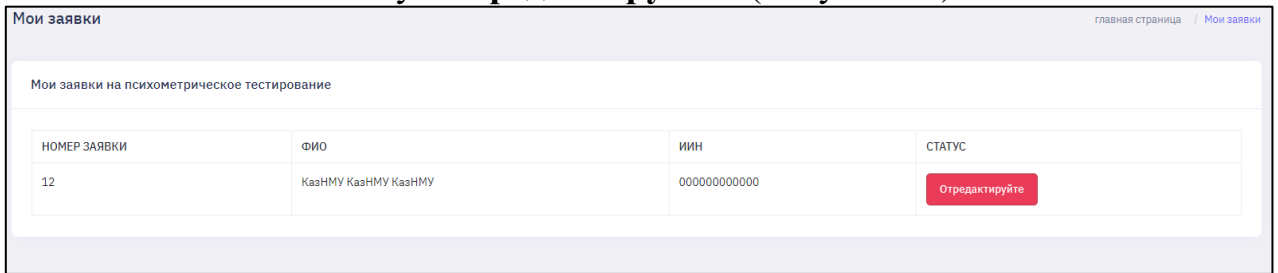 Мои заявки
главная страница / Мои заявки
Мои заявки на психометрическое тестирование
НОМЕР ЗАЯВКИ ФИО ИИН СТАТУС
12 КазНМУ КазНМУ КазНМУ 000000000000 Отредактируйте